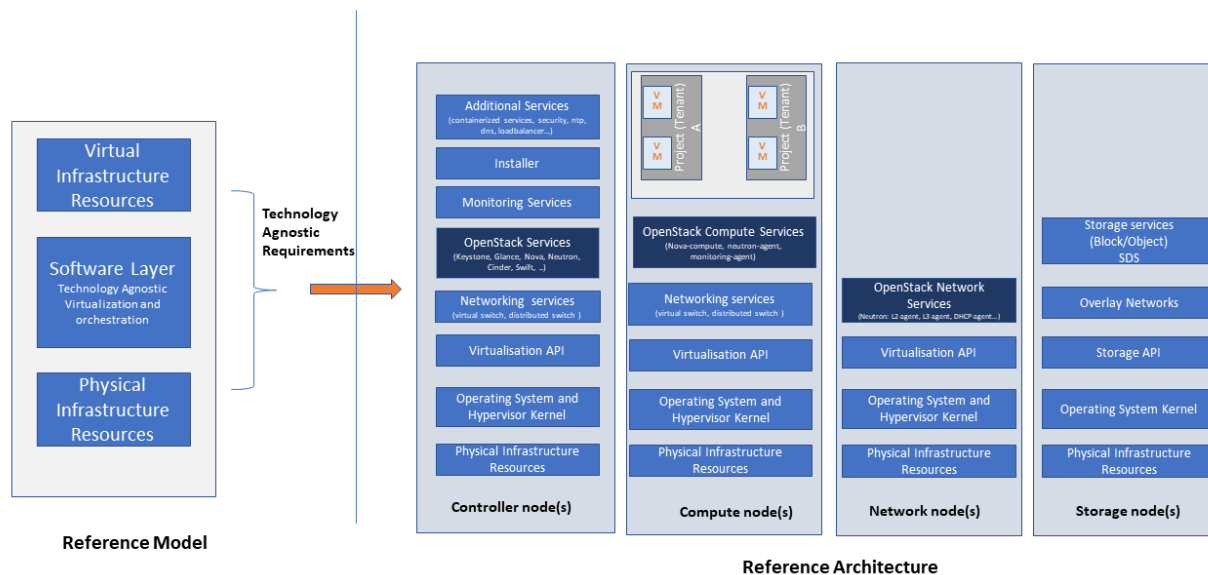 Virtual
Infrastructure
Resources
Software Layer
Technology Agnostic
Virtualization and
orchestration
Physical
Infrastructure
Resources
Reference Model
Technology
Agnostic
Requirements
Additional Services
(containerized services, security, ntp,
dns, loadbalancer...)
Installer
Monitoring Services
OpenStack Services
(Keystone, Glance, Nova, Neutron,
Cinder, Swift, ..)
Networking services
(virtual switch, distributed switch )
Virtualisation API
Operating System and
Hypervisor Kernel
Physical Infrastructure
Resources
Controller node(s)
V
M
V
M
Project (Tenant)
A
V
M
V
M
Project (Tenant)
B
OpenStack Compute Services
(Nova-compute, neutron-agent,
monitoring-agent)
Networking services
(virtual switch, distributed switch )
Virtualisation API
Operating System and
Hypervisor Kernel
Physical Infrastructure
Resources
Compute node(s)
OpenStack Network
Services
(Neutron: L2-agent, L3-agent, DHCP-agent...)
Virtualisation API
Operating System and
Hypervisor Kernel
Physical Infrastructure
Resources
Network node(s)
Storage services
(Block/Object)
SDS
Overlay Networks
Storage API
Operating System Kernel
Physical Infrastructure
Resources
Storage node(s)
Reference Architecture